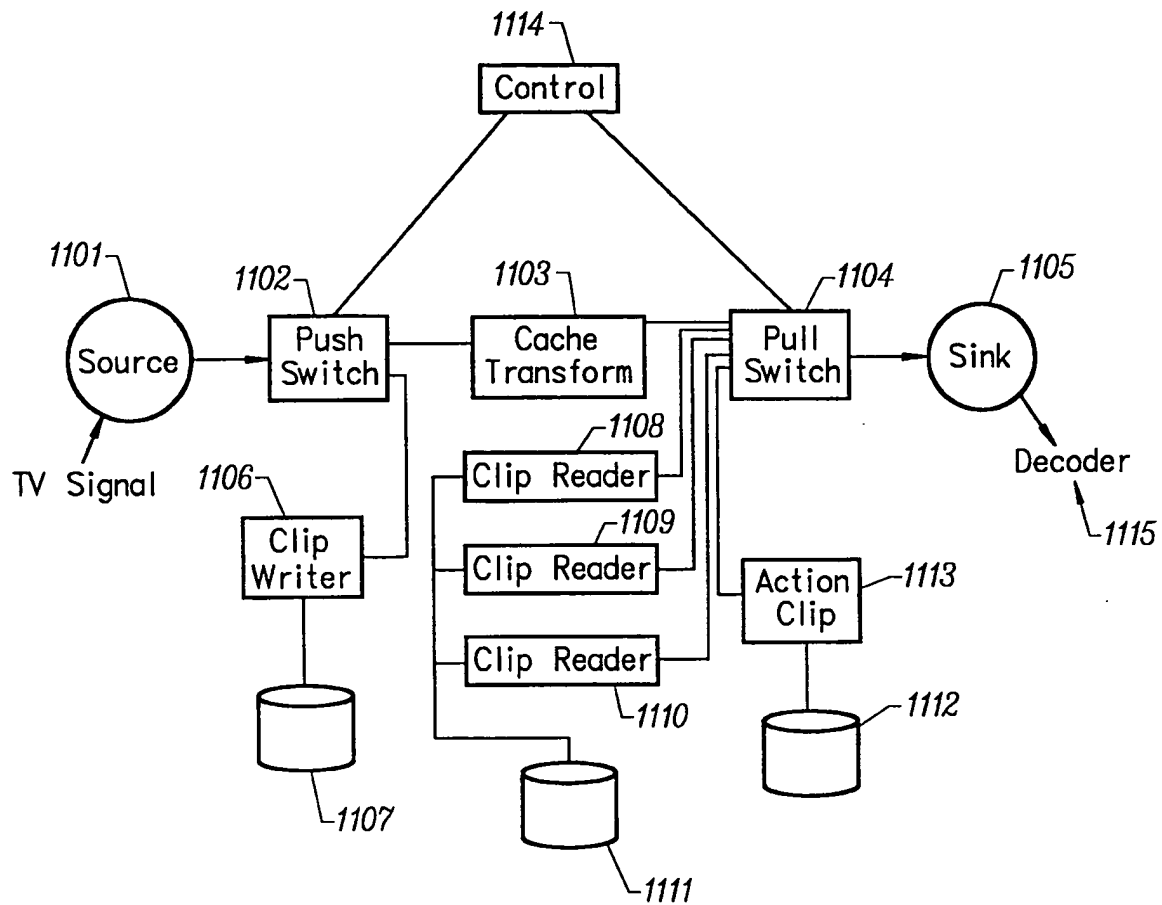 1114
Control
1101
1102
1103
1104
1105
Source
Push
Switch
Cache
Transform
Pull
Switch
Sink
TV Signal
1106
Clip
Writer
1107
1108
Clip Reader
1109
Clip Reader
Clip Reader
1110
1111
Action
Clip
1113
1112
Decoder
1115